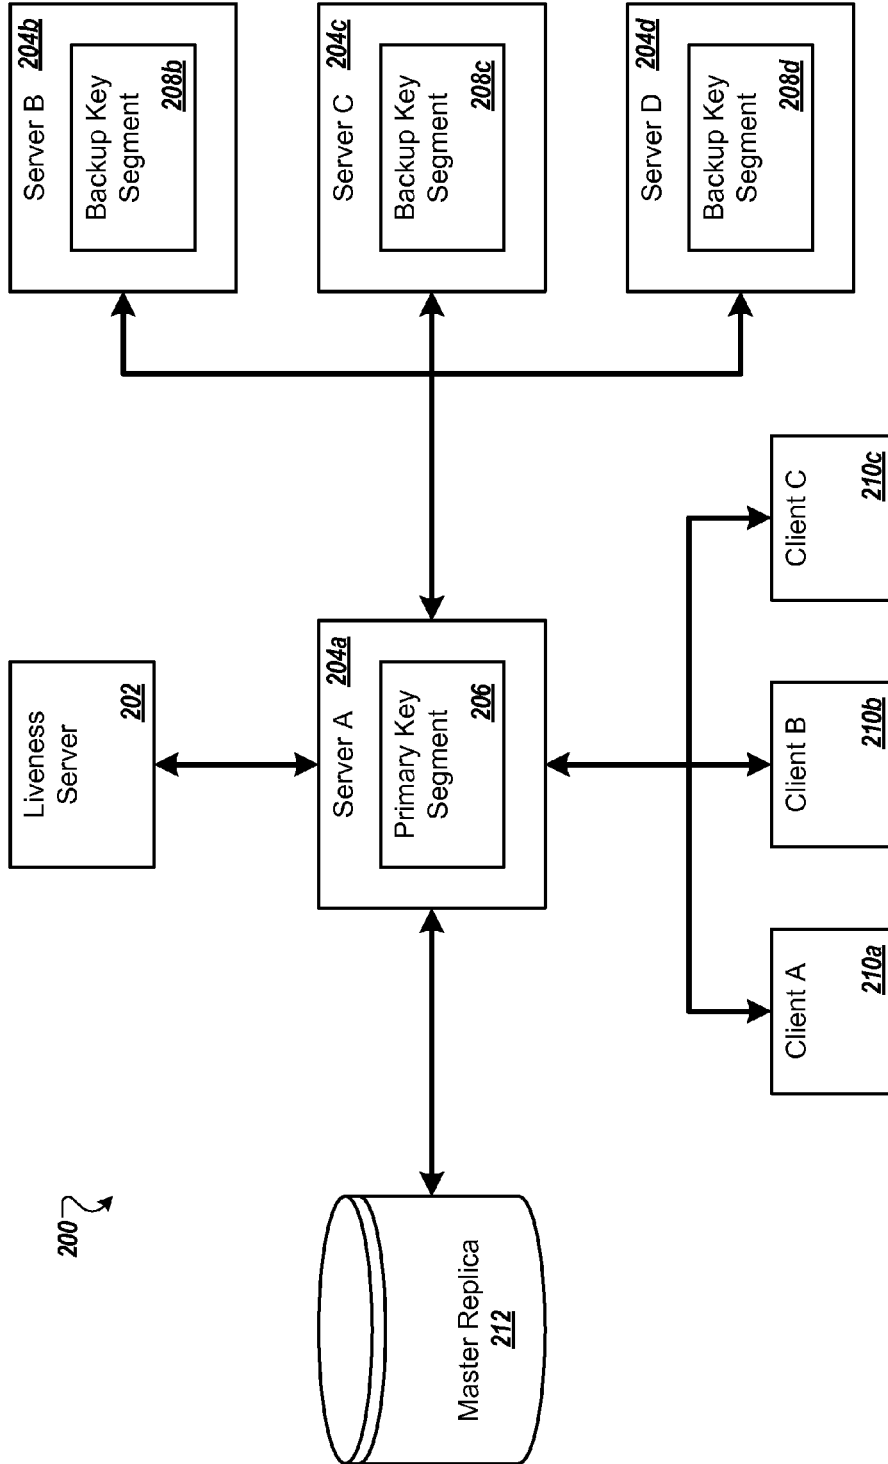 200
Liveness
Server
202
Server B
204b
Backup Key
Segment
208b
Master Replica
212
Server A
204a
Primary Key
Segment
206
Server C
204c
Backup Key
Segment
208c
Server D
204d
Backup Key
Segment
208d
Client A
210a
Client B
210b
Client C
210c